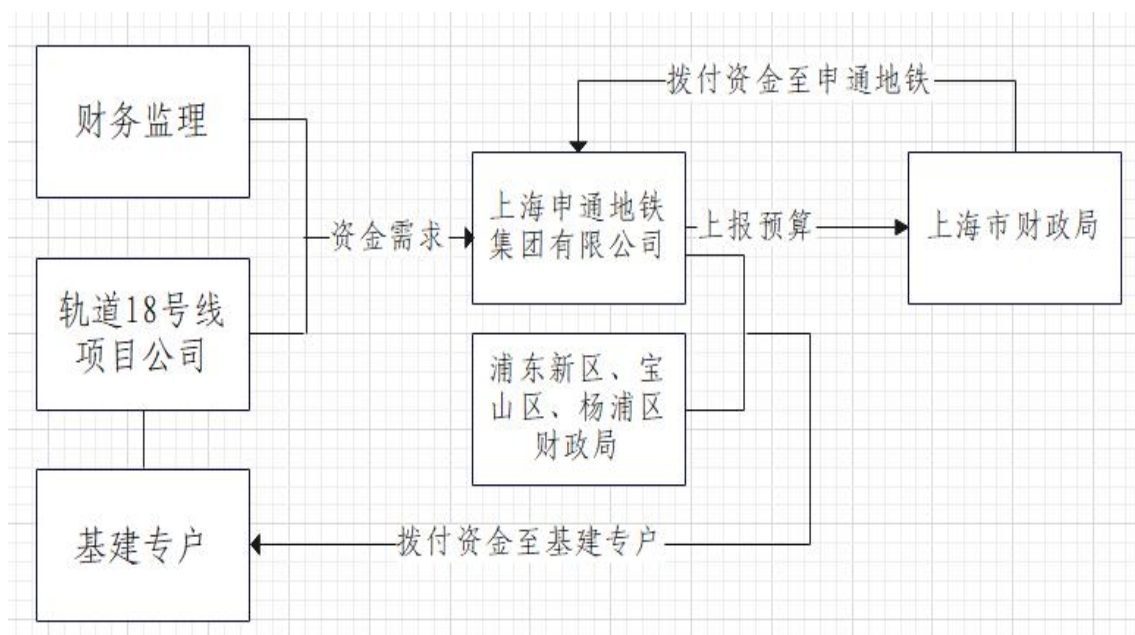 拨付资金至申通地铁
财务监理
资金需求
上海申通地铁
集团有限公司
上报预算
上海市财政局
轨道18号线
项目公司
浦东新区、宝
山区、杨浦区
财政局
基建专户
拨付资金至基建专户